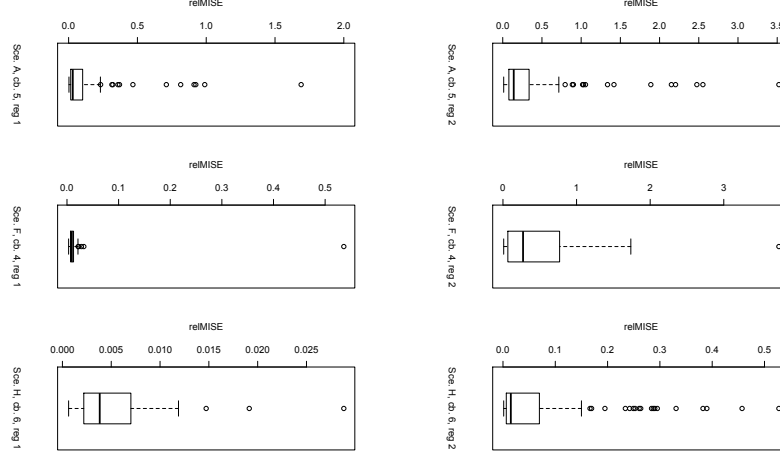 relMISE
0.0 0.5 1.0 1.5 2.0
Sce. A, cb. 5, reg 1
relMISE
0.0 0.5 1.0 1.5 2.0 2.5 3.0 3.5
Sce. A, cb. 5, reg 2
relMISE
0.0 0.1 0.2 0.3 0.4 0.5
Sce. F, cb. 4, reg 1
relMISE
0 1 2 3
Sce. F, cb. 4, reg 2
relMISE
0.000 0.005 0.010 0.015 0.020 0.025
Sce. H, cb. 6, reg 1
relMISE
0.0 0.1 0.2 0.3 0.4 0.5
Sce. H, cb. 6, reg 2